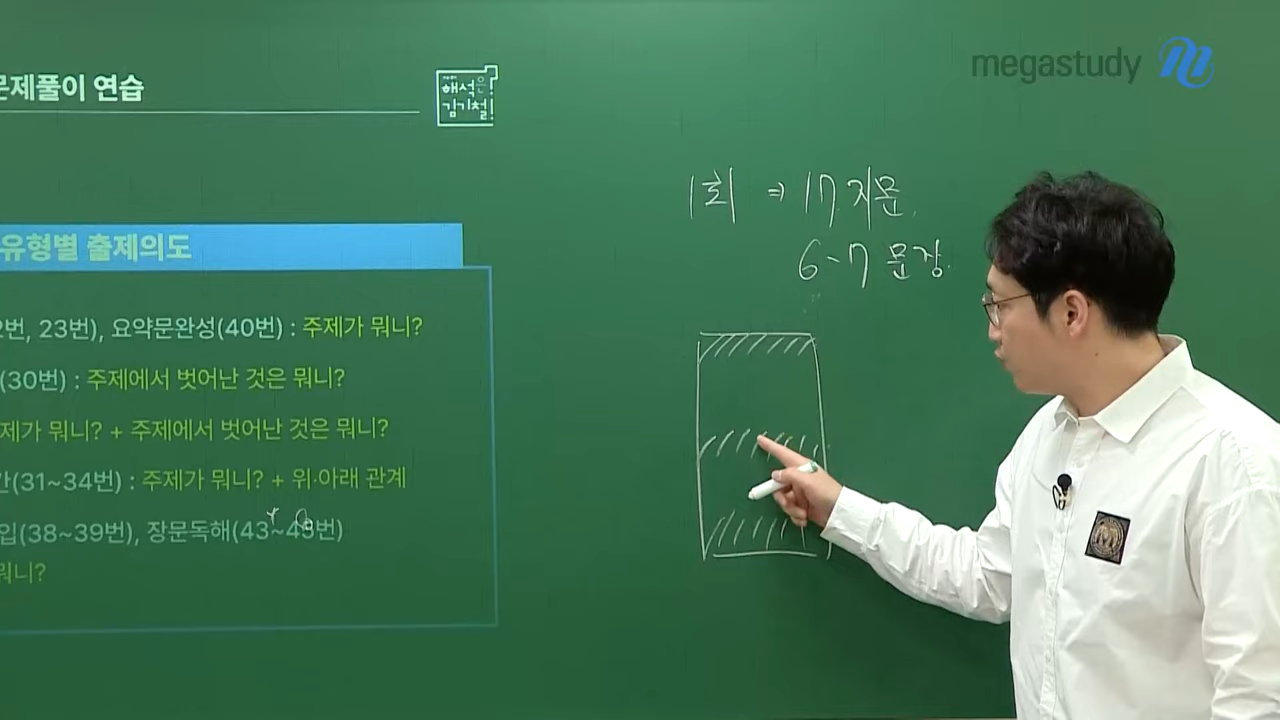 megastudy
문제풀이 연습
해석은!
김기철!
1회 ⇒ 17지문.
6-7 문장.
유형별 출제의도
2번, 23번), 요약문완성(40번) : 주제가 뭐니?
(30번) : 주제에서 벗어난 것은 뭐니?
제가 뭐니? + 주제에서 벗어난 것은 뭐니?
간(31~34번) : 주제가 뭐니? + 위·아래 관계
입(38~39번), 장문독해(43~45번)
뭐니?